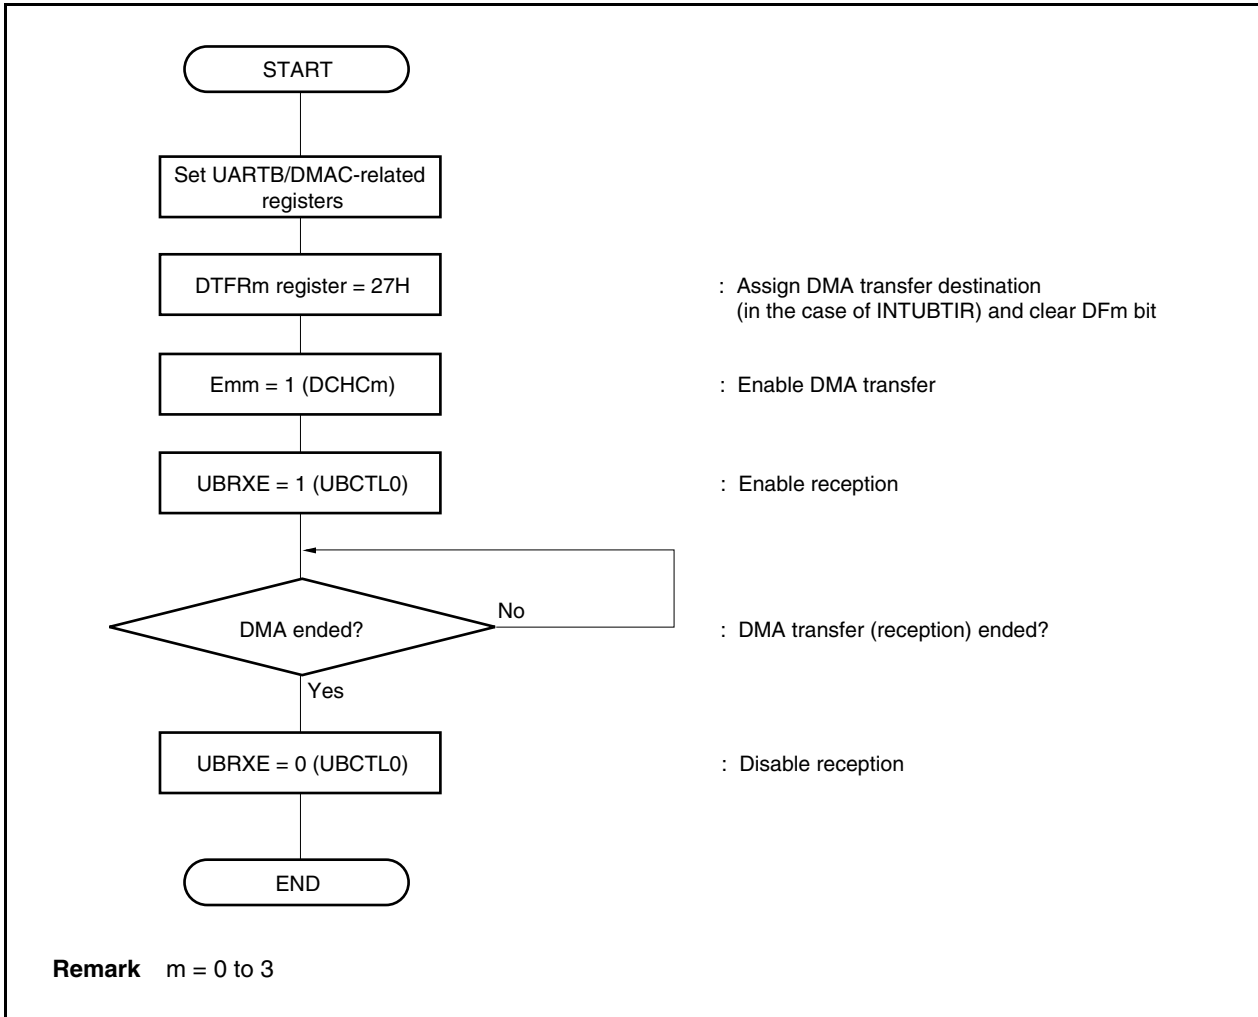 START
Set UARTB/DMAC-related
registers
DTFRm register = 27H
: Assign DMA transfer destination
(in the case of INTUBTIR) and clear DFm bit
Emm = 1 (DCHCm)
: Enable DMA transfer
UBRXE = 1 (UBCTL0)
: Enable reception
No
DMA ended?
: DMA transfer (reception) ended?
Yes
UBRXE = 0 (UBCTL0)
: Disable reception
END
Remark m = 0 to 3